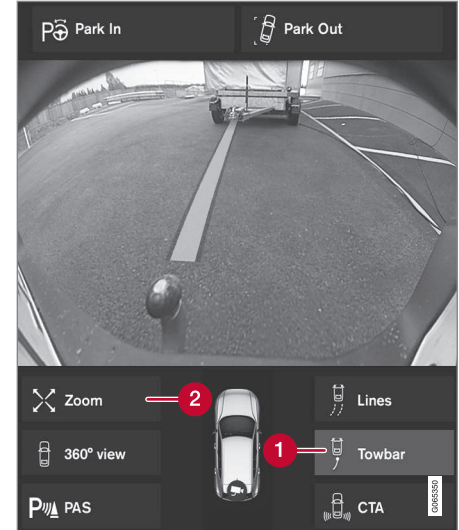 Park In
Park Out
2
Zoom
Lines
1
360° view
Towbar
PAS
CTA
G065350